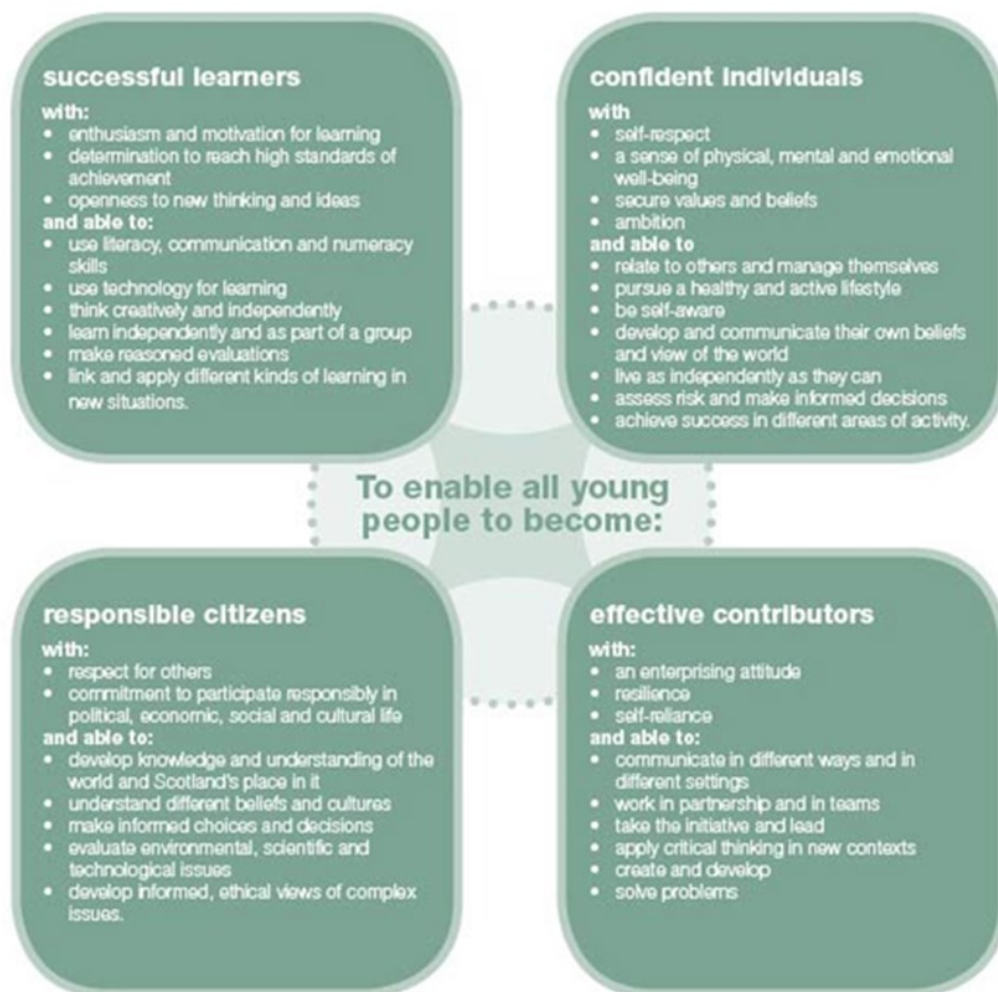 successful learners
with:
• enthusiasm and motivation for learning
• determination to reach high standards of
achievement
• openness to new thinking and ideas
and able to:
• use literacy, communication and numeracy
skills
• use technology for learning
• think creatively and independently
• learn independently and as part of a group
• make reasoned evaluations
• link and apply different kinds of learning in
new situations.
confident individuals
with
• self-respect
• a sense of physical, mental and emotional
well-being
• secure values and beliefs
• ambition
and able to
• relate to others and manage themselves
• pursue a healthy and active lifestyle
• be self-aware
• develop and communicate their own beliefs
and view of the world
• live as independently as they can
• assess risk and make informed decisions
• achieve success in different areas of activity.
To enable all young
people to become:
responsible citizens
with:
• respect for others
• commitment to participate responsibly in
political, economic, social and cultural life
and able to:
• develop knowledge and understanding of the
world and Scotland's place in it
• understand different beliefs and cultures
• make informed choices and decisions
• evaluate environmental, scientific and
technological issues
• develop informed, ethical views of complex
issues.
effective contributors
with:
• an enterprising attitude
• resilience
• self-reliance
and able to:
• communicate in different ways and in
different settings
• work in partnership and in teams
• take the initiative and lead
• apply critical thinking in new contexts
• create and develop
• solve problems